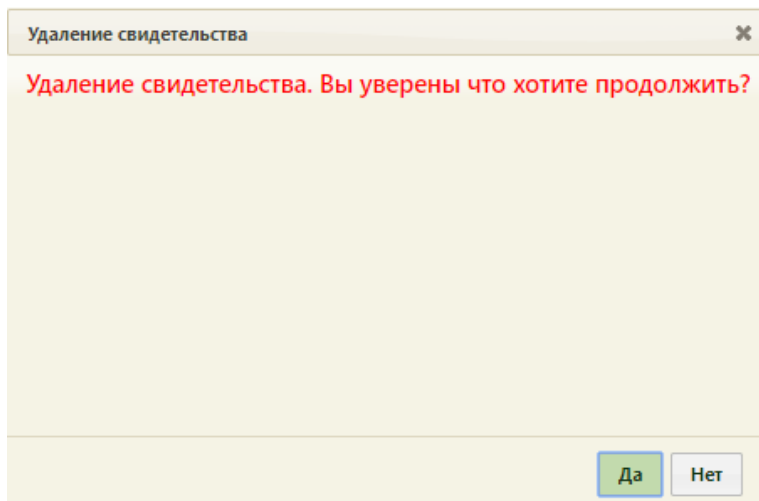 Удаление свидетельства
Удаление свидетельства. Вы уверены что хотите продолжить?
Да
Нет